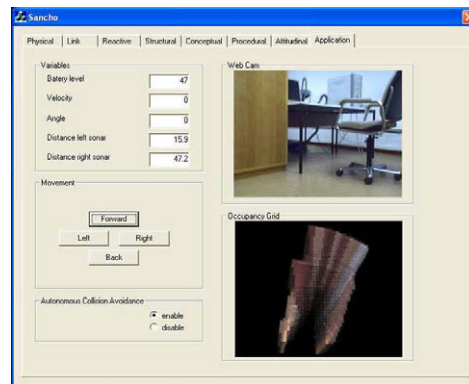 Sancho
Physical Link Reactive Structural Conceptual Procedural Attitudinal Application
Variables
Batery level 47
Velocity 0
Angle 0
Distance left sonar 15.9
Distance right sonar 47.2
Movement
Forward
Left Right
Back
Autonomous Collision Avoidance
enable
disable
Web Cam
Occupancy Grid